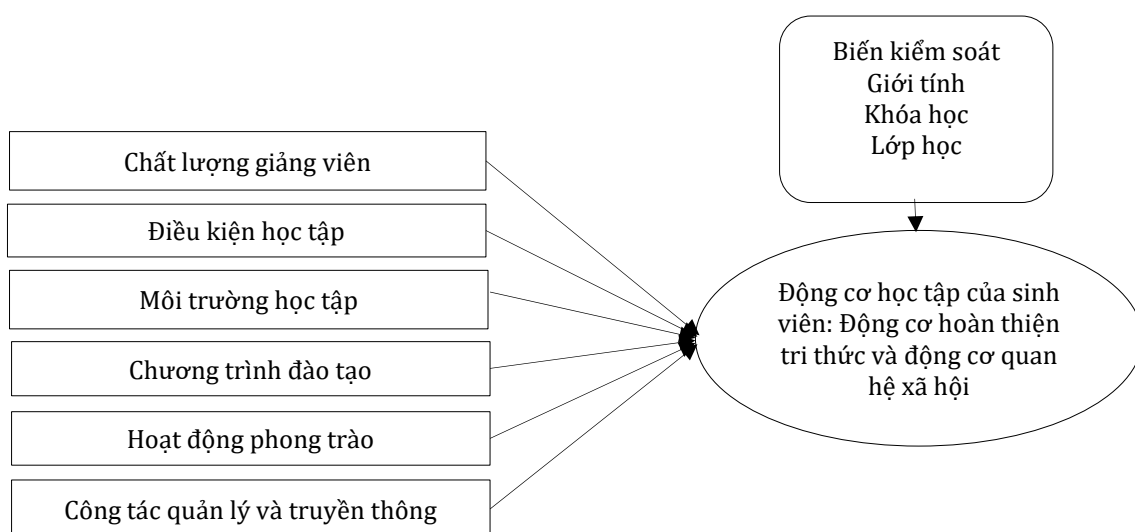 Biến kiểm soát
Giới tính
Khóa học
Lớp học
Chất lượng giảng viên
Điều kiện học tập
Môi trường học tập
Chương trình đào tạo
Hoạt động phong trào
Công tác quản lý và truyền thông
Động cơ học tập của sinh
viên: Động cơ hoàn thiện
tri thức và động cơ quan
hệ xã hội